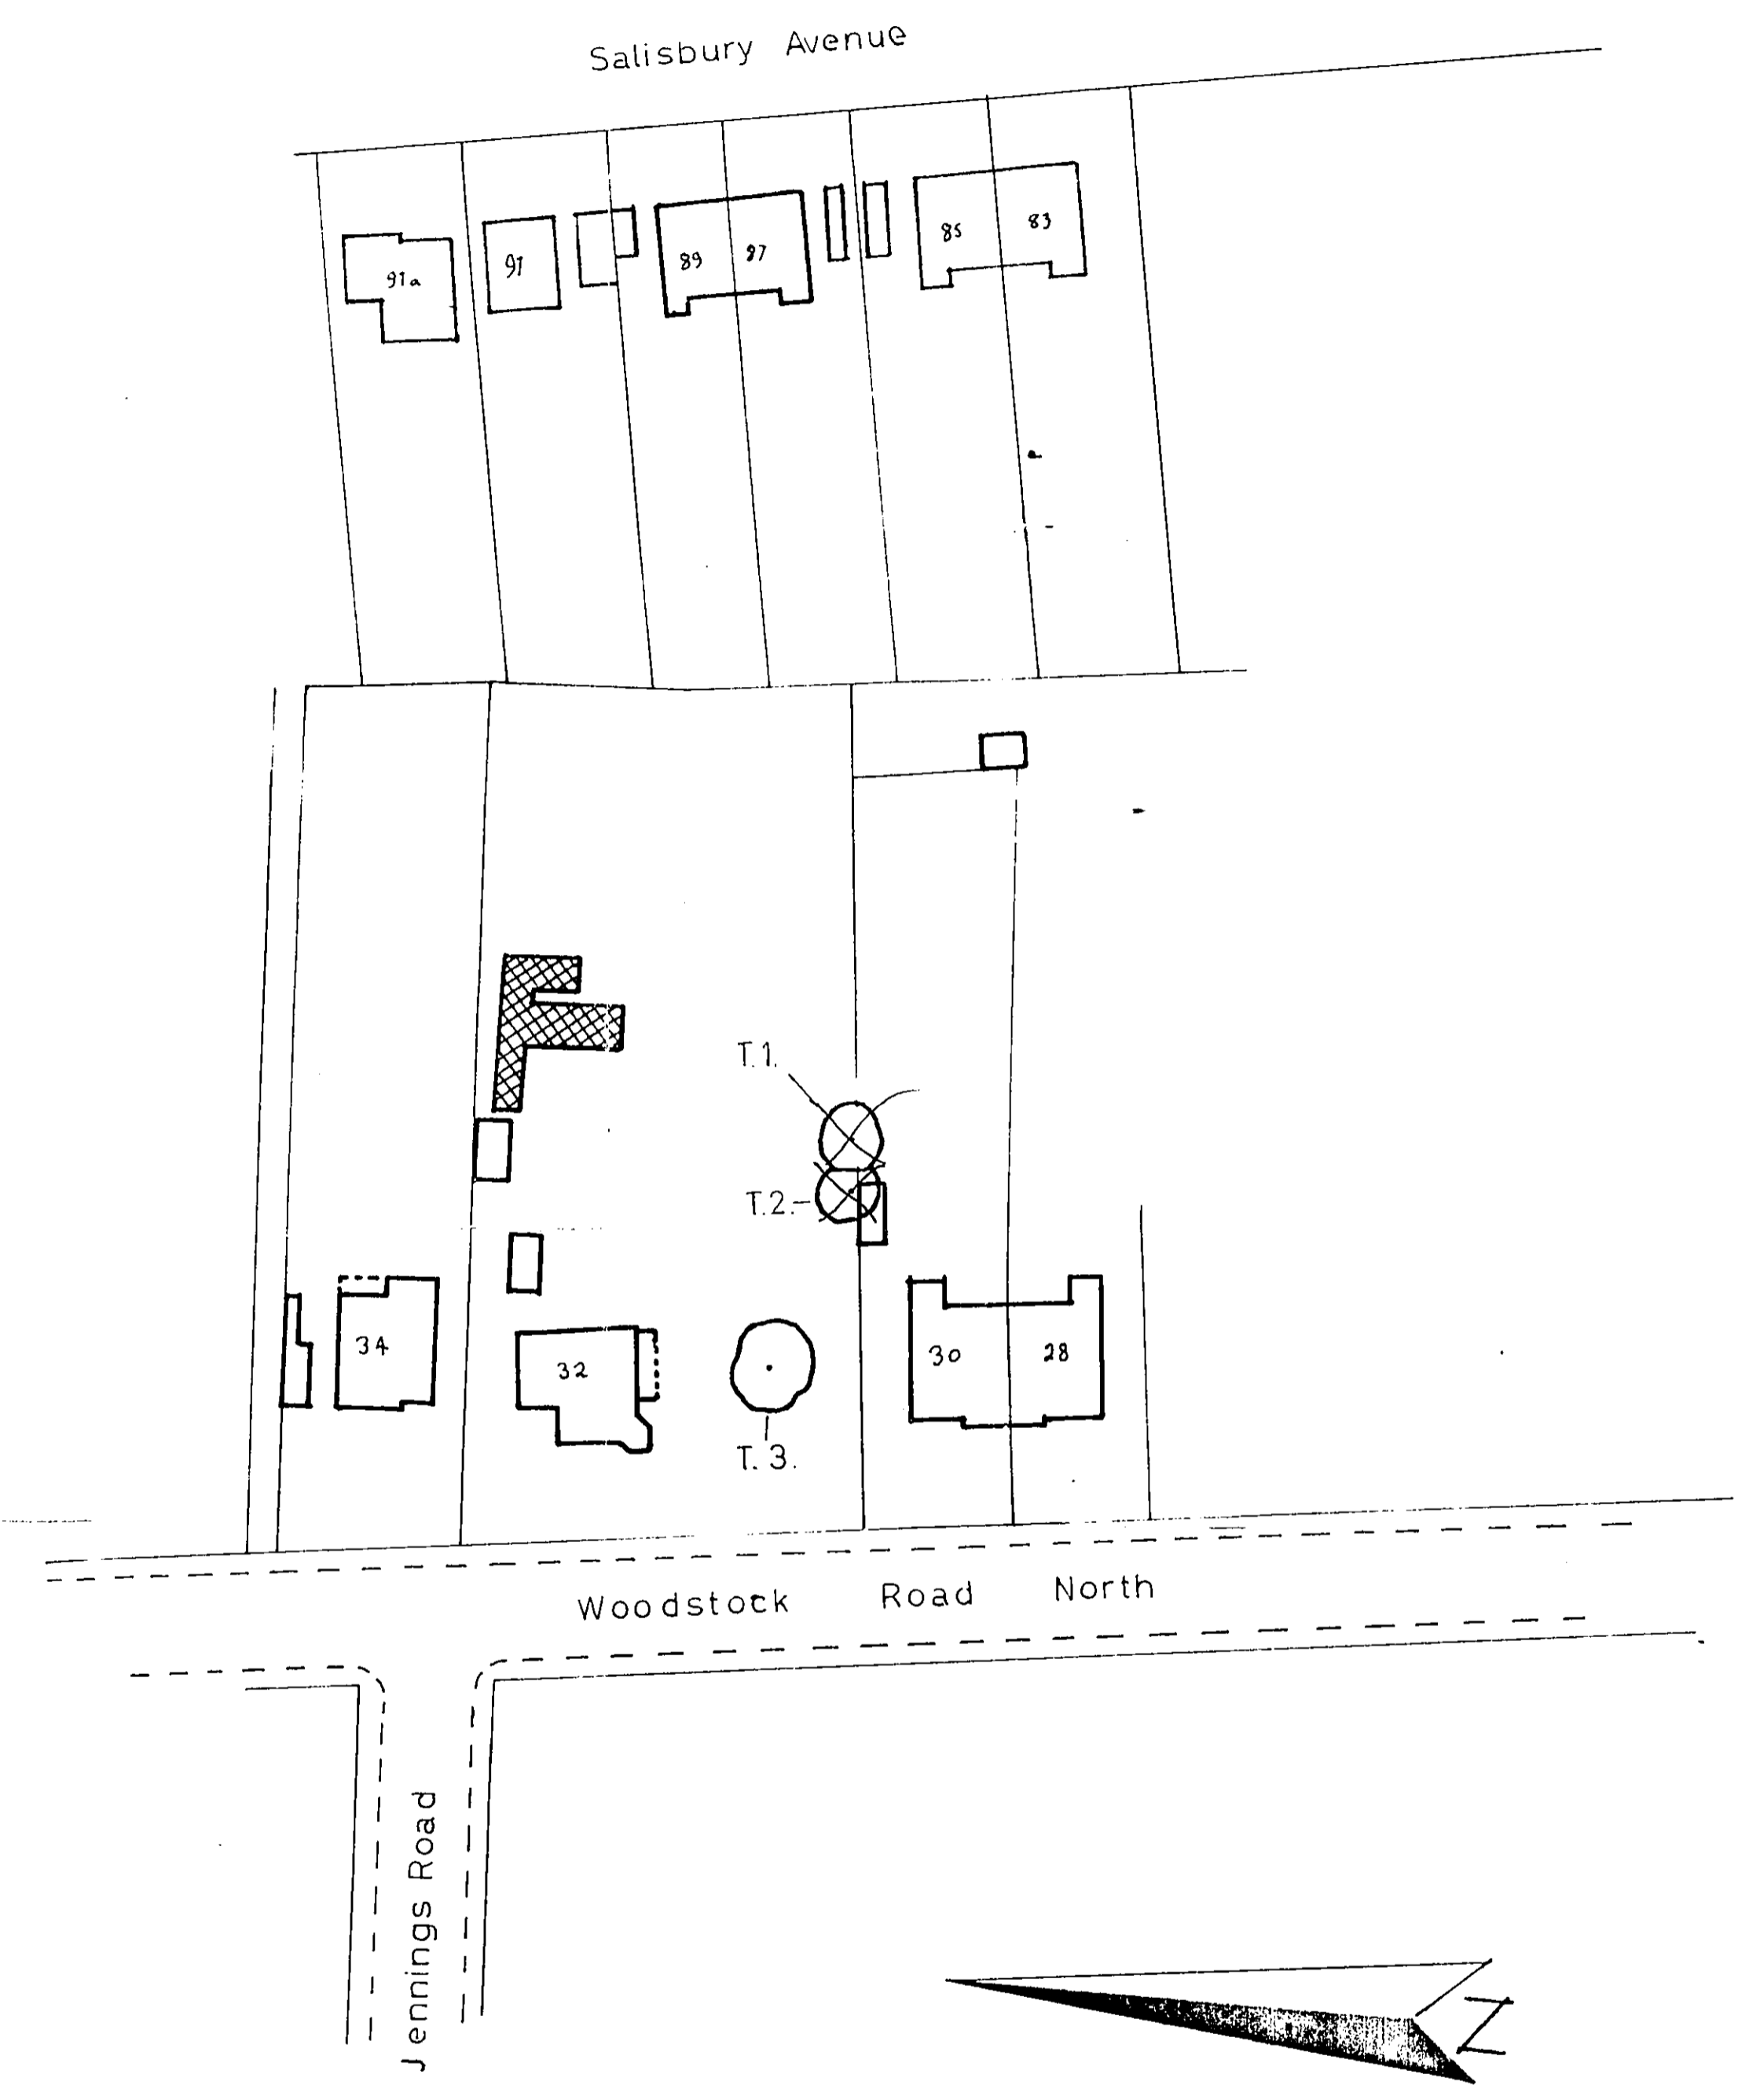 Salisbury Avenue
91a
91
89
87
85
83
T.1.
T.2.
34
32
30
28
T. 3.
Woodstock Road North
Jennings Road
N